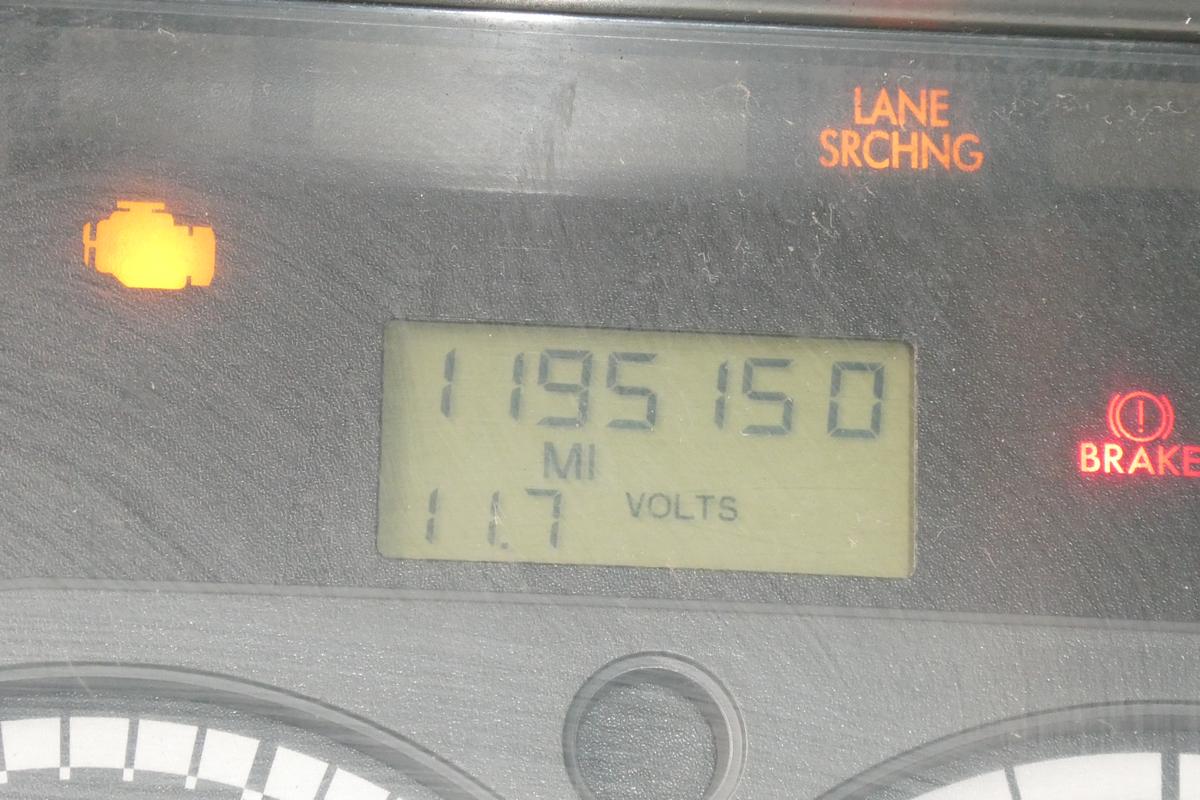 LANE
SRCHNG
1195150
MI
11.7 VOLTS
BRAKE